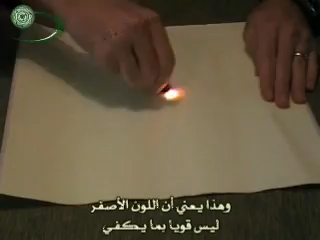 وهذا يعني أن اللون الأصفر
ليس قويا بما يكفي